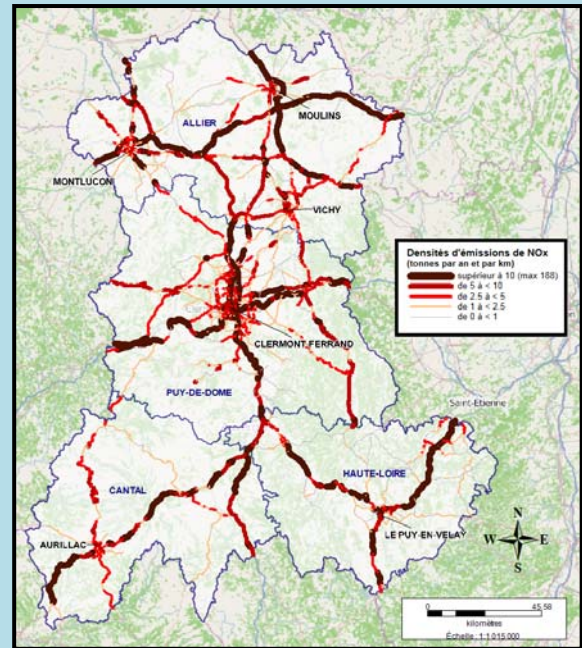 MOULINS
ALLIER
MONTLUCON
VICHY
Densités d'émissions de NOx
(tonnes par an et par km)
supérieur à 10 (max 188)
de 5 à < 10
de 2.5 à < 5
de 1 à < 2.5
de 0 à < 1
CLERMONT FERRAND
PUY-DE-DOME
Saint-Etienne
HAUTE-LOIRE
CANTAL
LE PUY-EN-VELAY
AURILLAC
N
W E
S
0 45,58
kilomètres
Échelle : 1:1 015 000